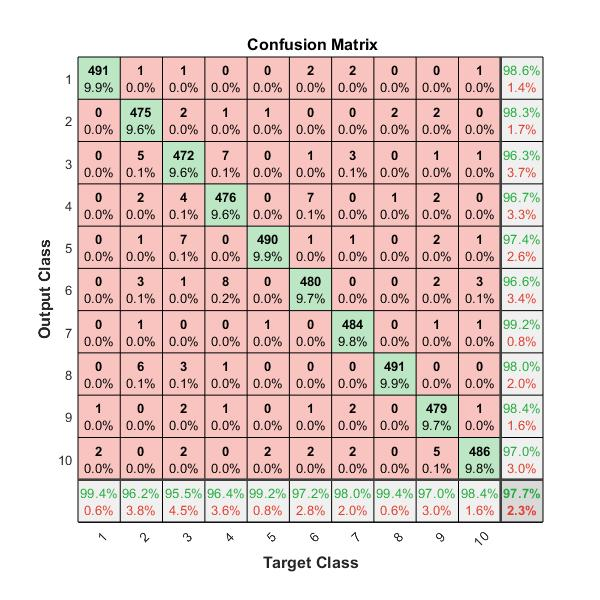 Confusion Matrix
491 1 1 0 0 2 2 0 0 1 98.6%
1
9.9% 0.0% 0.0% 0.0% 0.0% 0.0% 0.0% 0.0% 0.0% 0.0% 1.4%
0 475 2 1 1 0 0 2 2 0 98.3%
2
0.0% 9.6% 0.0% 0.0% 0.0% 0.0% 0.0% 0.0% 0.0% 0.0% 1.7%
0 5 472 7 0 1 3 0 1 1 96.3%
3
0.0% 0.1% 9.6% 0.1% 0.0% 0.0% 0.1% 0.0% 0.0% 0.0% 3.7%
0 2 4 476 0 7 0 1 2 0 96.7%
4
0.0% 0.0% 0.1% 9.6% 0.0% 0.1% 0.0% 0.0% 0.0% 0.0% 3.3%
0 1 7 0 490 1 1 0 2 1 97.4%
5
0.0% 0.0% 0.1% 0.0% 9.9% 0.0% 0.0% 0.0% 0.0% 0.0% 2.6%
0 3 1 8 0 480 0 0 2 3 96.6%
6
0.0% 0.1% 0.0% 0.2% 0.0% 9.7% 0.0% 0.0% 0.0% 0.1% 3.4%
0 1 0 0 1 0 484 0 1 1 99.2%
7
0.0% 0.0% 0.0% 0.0% 0.0% 0.0% 9.8% 0.0% 0.0% 0.0% 0.8%
0 6 3 1 0 0 0 491 0 0 98.0%
8
0.0% 0.1% 0.1% 0.0% 0.0% 0.0% 0.0% 9.9% 0.0% 0.0% 2.0%
1 0 2 1 0 1 2 0 479 1 98.4%
9
0.0% 0.0% 0.0% 0.0% 0.0% 0.0% 0.0% 0.0% 9.7% 0.0% 1.6%
2 0 2 0 2 2 2 0 5 486 97.0%
10
0.0% 0.0% 0.0% 0.0% 0.0% 0.0% 0.0% 0.0% 0.1% 9.8% 3.0%
99.4% 96.2% 95.5% 96.4% 99.2% 97.2% 98.0% 99.4% 97.0% 98.4% 97.7%
0.6% 3.8% 4.5% 3.6% 0.8% 2.8% 2.0% 0.6% 3.0% 1.6% 2.3%
1 2 3 4 5 6 7 8 9 10
Target Class
Output Class